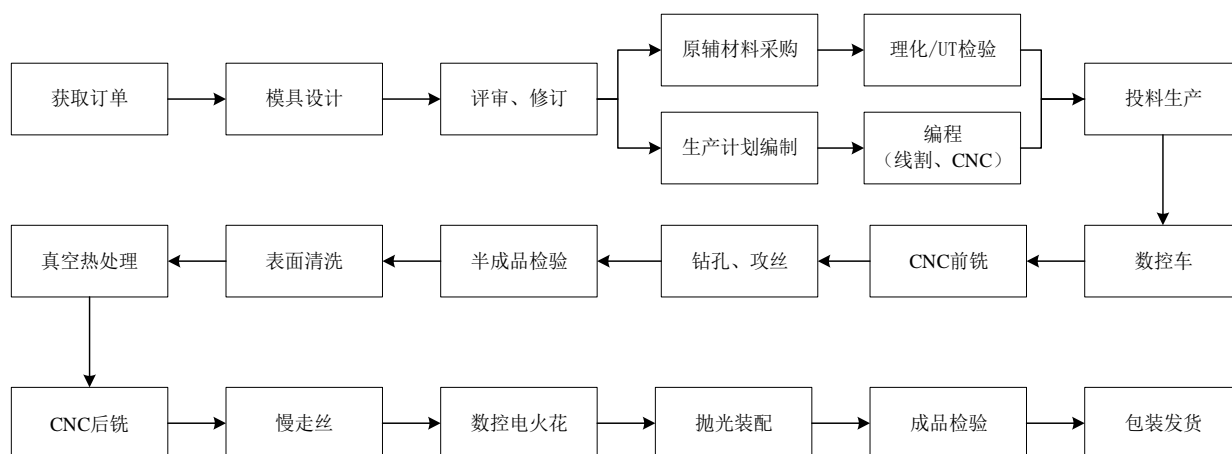 获取订单
模具设计
评审、修订
原辅材料采购
理化/UT检验
生产计划编制
编程
（线割、CNC）
投料生产
数控车
CNC前铣
钻孔、攻丝
半成品检验
表面清洗
真空热处理
CNC后铣
慢走丝
数控电火花
抛光装配
成品检验
包装发货